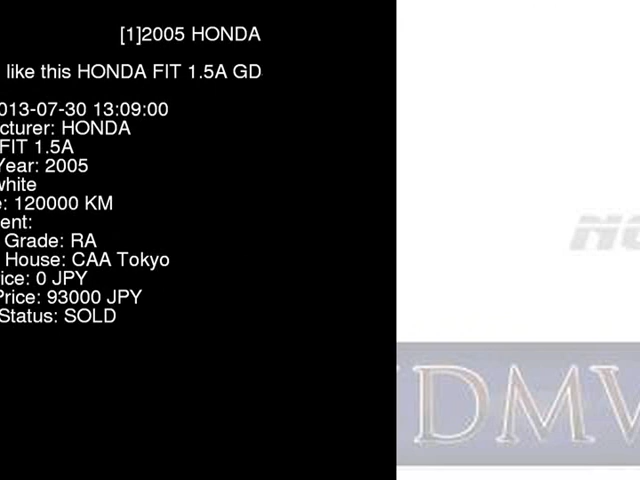 [1]2005 HONDA
like this HONDA FIT 1.5A GD
013-07-30 13:09:00
cturer: HONDA
FIT 1.5A
Year: 2005
white
e: 120000 KM
ent:
Grade: RA
House: CAA Tokyo
ice: 0 JPY
Price: 93000 JPY
Status: SOLD
NO
DMV